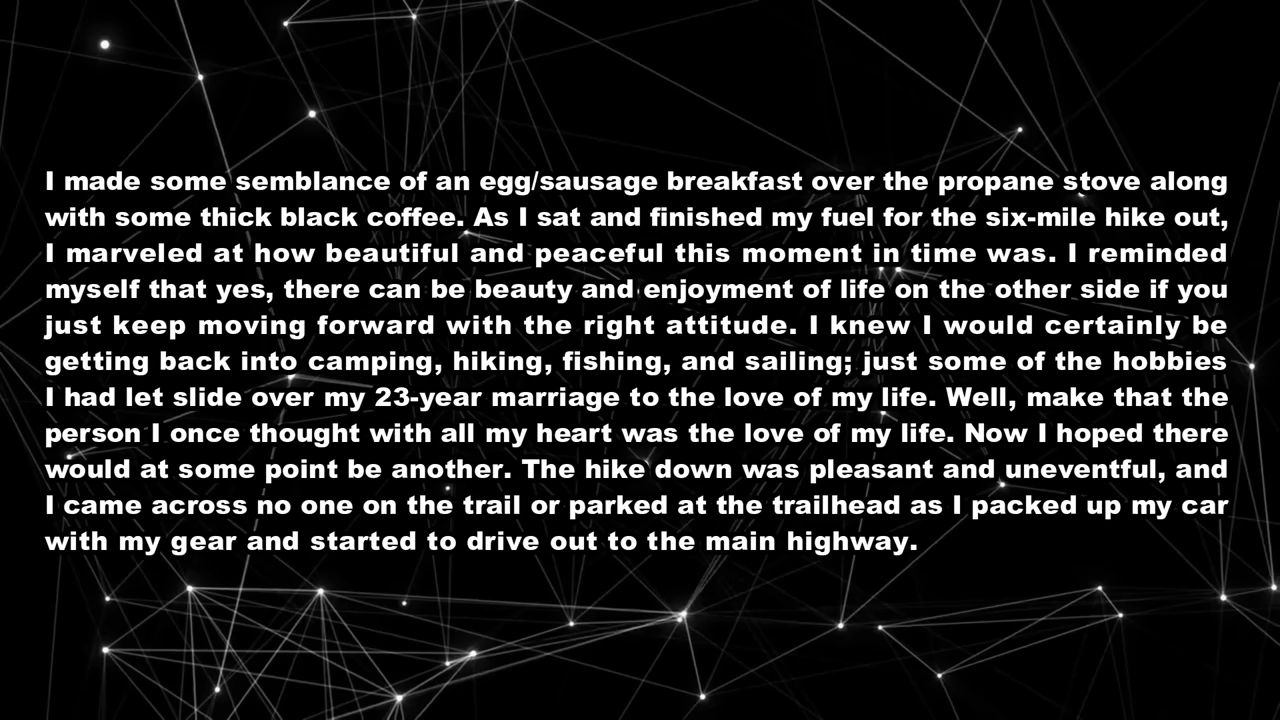 I made some semblance of an egg/sausage breakfast over the propane stove along
with some thick black coffee. As I sat and finished my fuel for the six-mile hike out,
I marveled at how beautiful and peaceful this moment in time was. I reminded
myself that yes, there can be beauty and enjoyment of life on the other side if you
just keep moving forward with the right attitude. I knew I would certainly be
getting back into camping, hiking, fishing, and sailing; just some of the hobbies
I had let slide over my 23-year marriage to the love of my life. Well, make that the
person I once thought with all my heart was the love of my life. Now I hoped there
would at some point be another. The hike down was pleasant and uneventful, and
I came across no one on the trail or parked at the trailhead as I packed up my car
with my gear and started to drive out to the main highway.